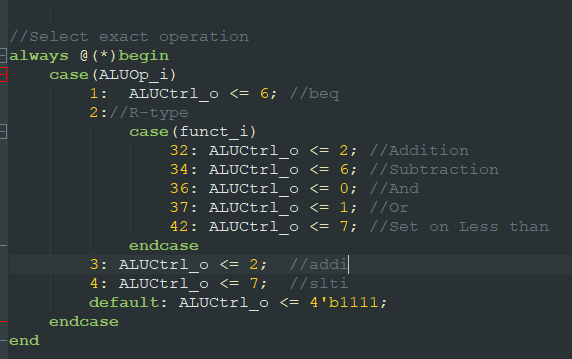 //Select exact operation
always @(*)begin
    case(ALUOp_i)
        1:  ALUCtrl_o <= 6; //beq
        2://R-type
            case(funct_i)
                32: ALUCtrl_o <= 2; //Addition
                34: ALUCtrl_o <= 6; //Subtraction
                36: ALUCtrl_o <= 0; //And
                37: ALUCtrl_o <= 1; //Or
                42: ALUCtrl_o <= 7; //Set on Less than
            endcase
        3: ALUCtrl_o <= 2;  //addi
        4: ALUCtrl_o <= 7;  //slti
        default: ALUCtrl_o <= 4'b1111;
    endcase
end